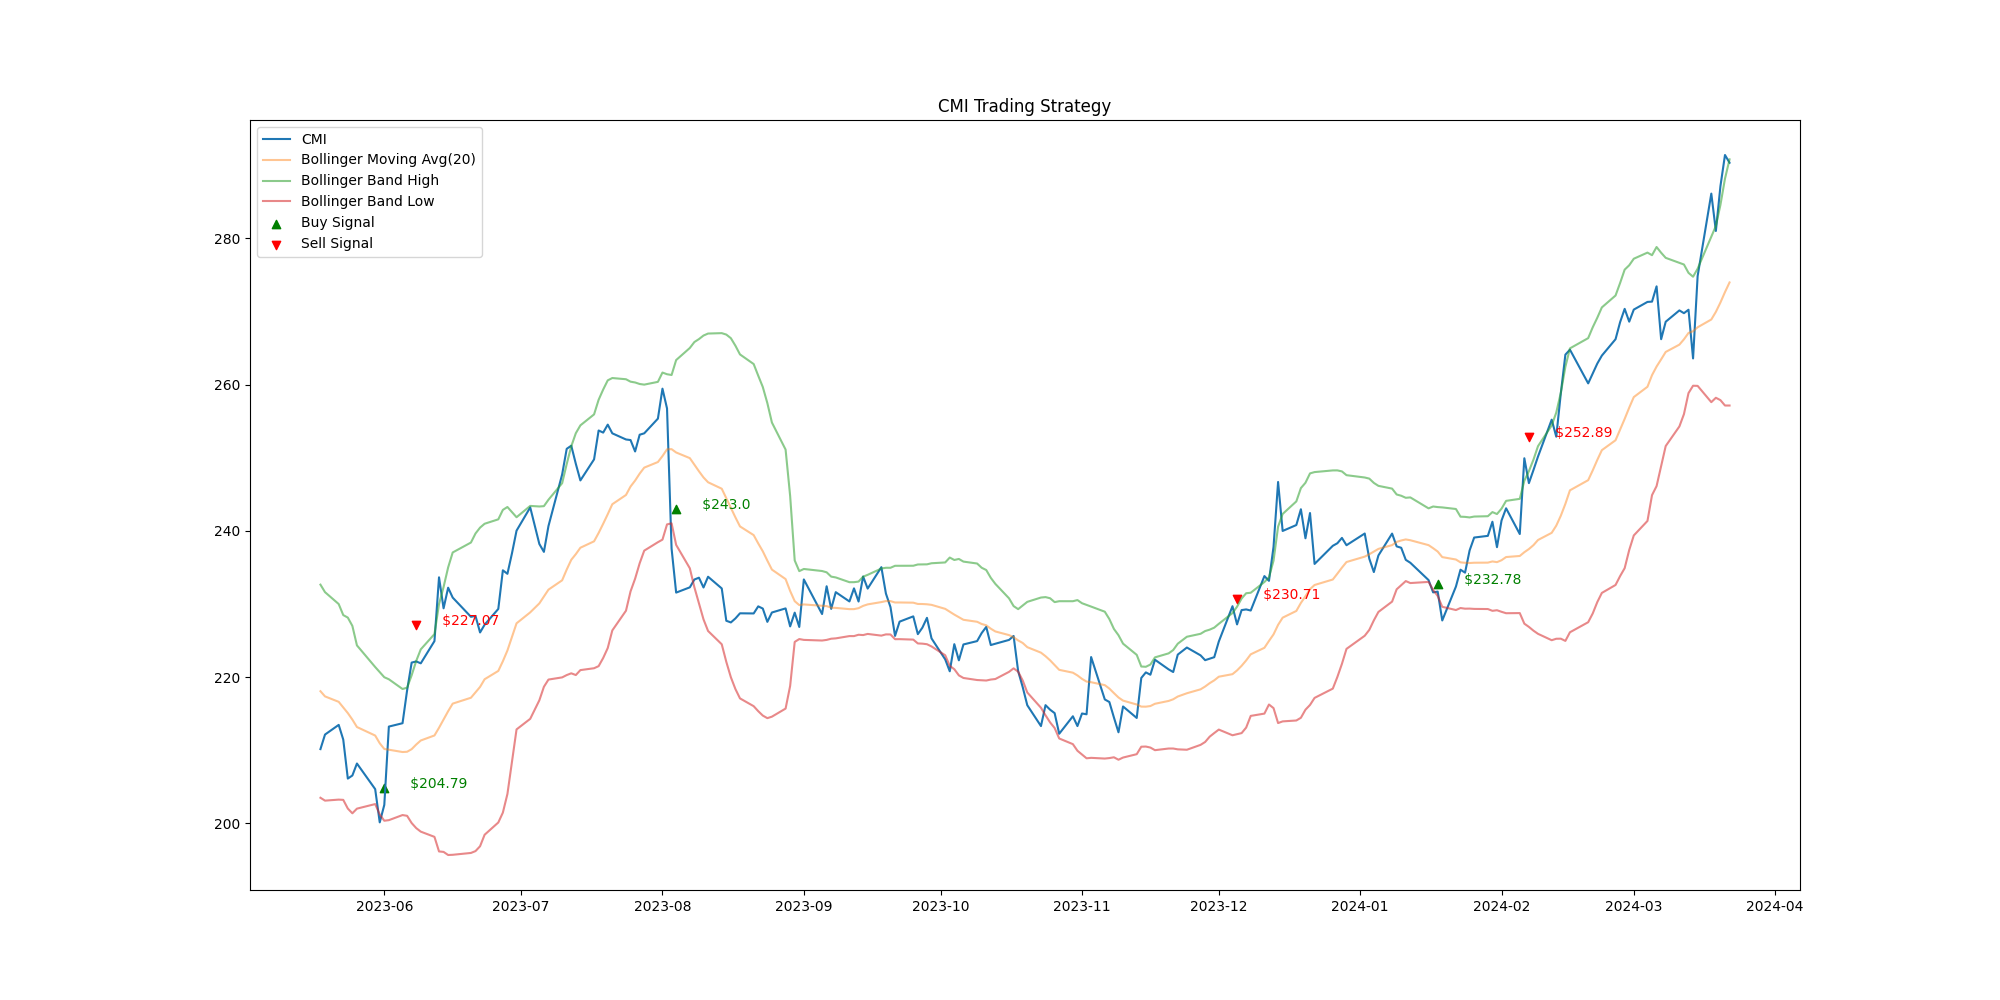 CMI Trading Strategy
CMI
Bollinger Moving Avg(20)
Bollinger Band High
Bollinger Band Low
Buy Signal
Sell Signal
280
260
240
220
200
$204.79
$227.07
$243.0
$230.71
$232.78
$252.89
2023-06 2023-07 2023-08 2023-09 2023-10 2023-11 2023-12 2024-01 2024-02 2024-03 2024-04